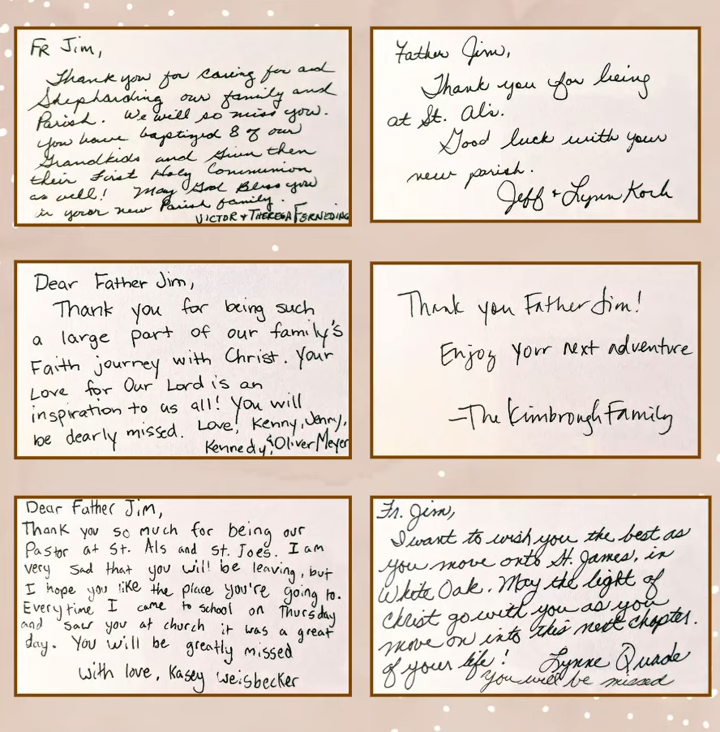 Fr Jim,
Thank you for caring for and
Shepharding our family and
Parish. We will so miss you.
You have baptized 8 of our
Grandkids and given then
their First Holy Communion
as well! May God Bless you
in your new Parish family.
Victor + Theresa Ferneding
Father Jim,
Thank you for being
at St. Al's.
Good luck with your
new parish.
Jeff + Lynn Koch
Dear Father Jim,
Thank you for being such
a large part of our family's
Faith journey with Christ. Your
Love for Our Lord is an
inspiration to us all! You will
be dearly missed. Love, Kenny, Jenny,
Kennedy, & Oliver Meyer
Thank you Father Jim!
Enjoy your next adventure
-The Kimbrough Family
Dear Father Jim,
Thank you so much for being our
Pastor at St. Als and St. Joes. I am
very sad that you will be leaving, but
I hope you like the place you're going to.
Everytime I came to school on Thursday
and saw you at church it was a great
day. You will be greatly missed
With love, Kasey Weisbecker
Fr. Jim,
I want to wish you the best as
you move onto St. James, in
White Oak. May the light of
Christ go with you as you
move on into this next chapter.
of your life! Lynne Quade
You will be missed